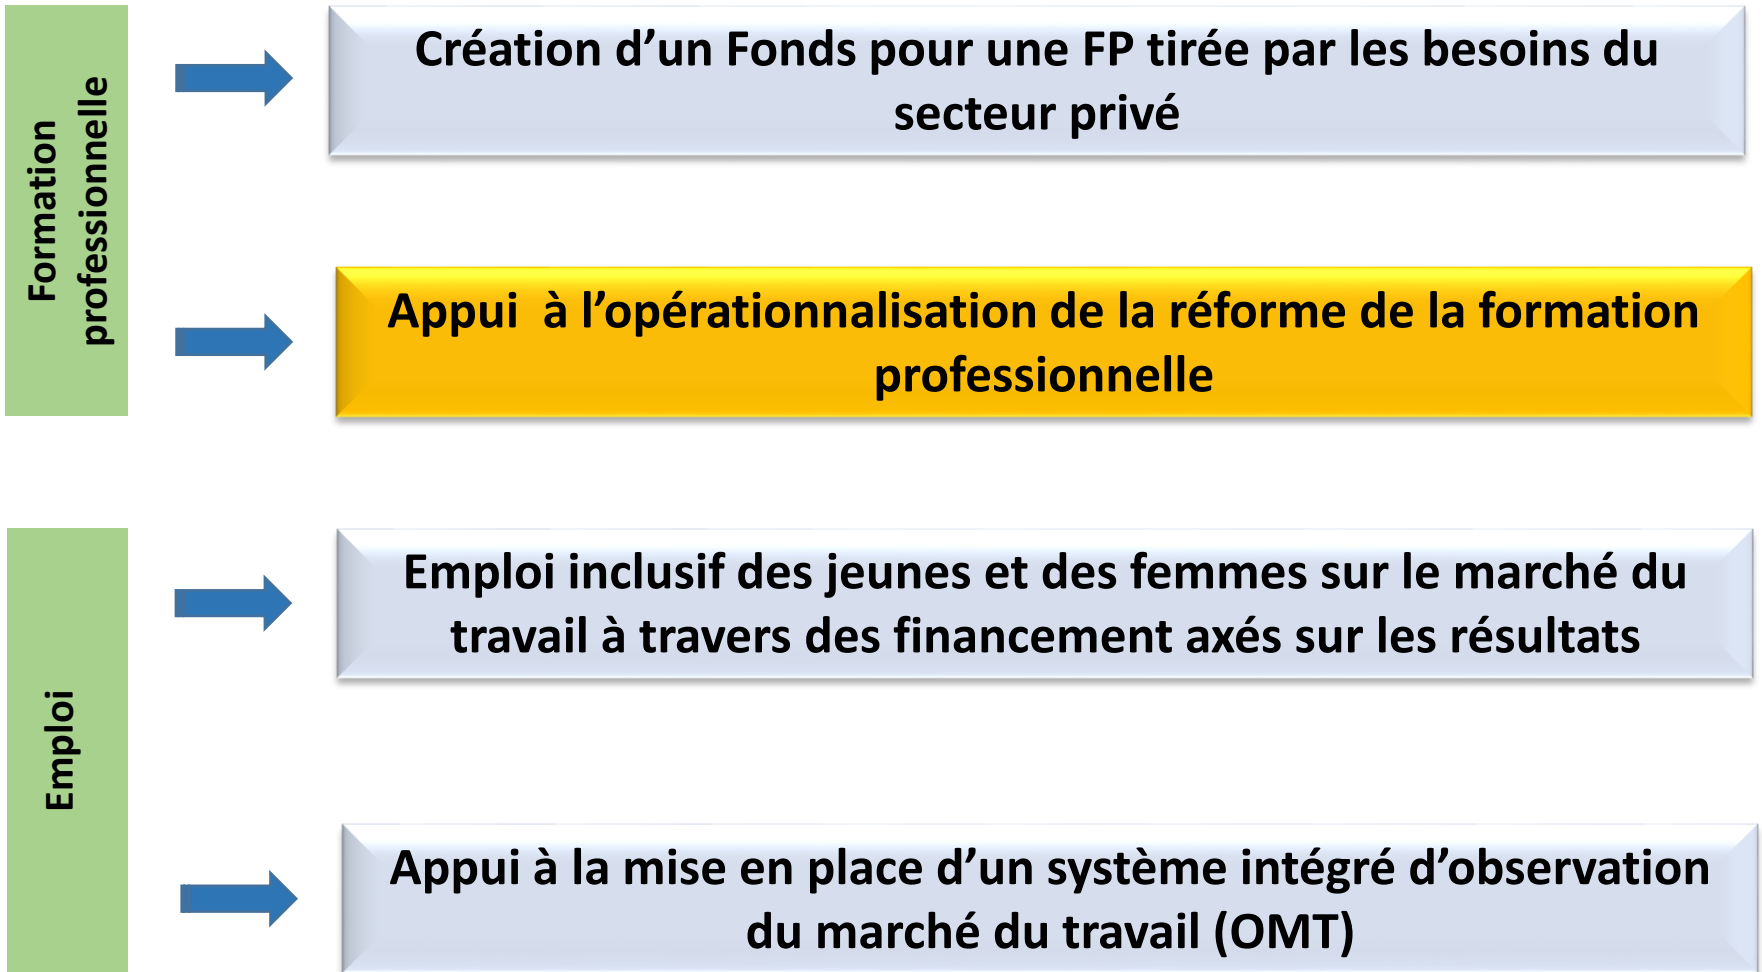 Formation
professionnelle
Création d’un Fonds pour une FP tirée par les besoins du
secteur privé
Appui à l’opérationnalisation de la réforme de la formation
professionnelle
Emploi
Emploi inclusif des jeunes et des femmes sur le marché du
travail à travers des financement axés sur les résultats
Appui à la mise en place d’un système intégré d’observation
du marché du travail (OMT)